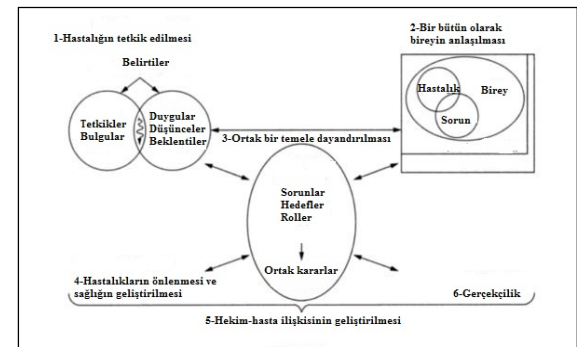 1-Hastalığın tetkik edilmesi
Belirtiler
Tetkikler
Bulgular
Duygular
Düşünceler
Beklentiler
2-Bir bütün olarak
bireyin anlaşılması
Hastalık
Birey
Sorun
3-Ortak bir temele dayandırılması
Sorunlar
Hedefler
Roller
Ortak kararlar
4-Hastalıkların önlenmesi ve
sağlığın geliştirilmesi
6-Gerçekçilik
5-Hekim-hasta ilişkisinin geliştirilmesi